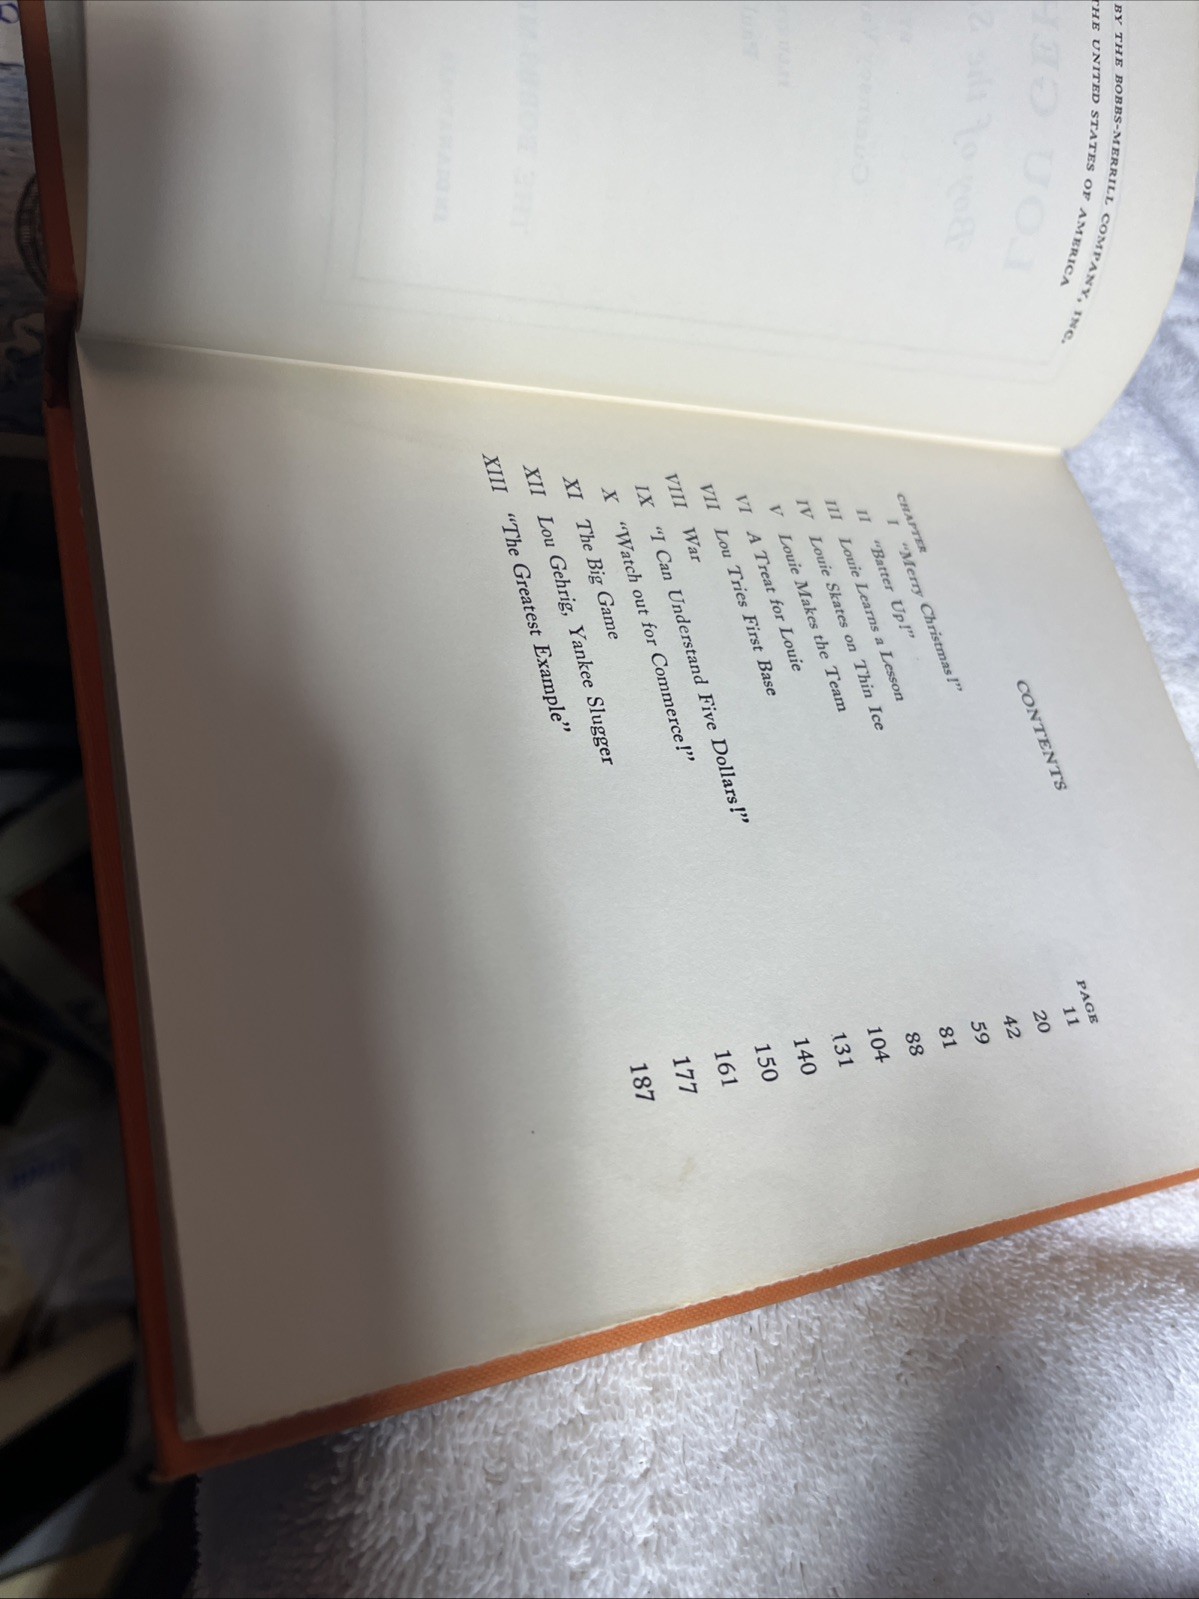 BY THE BOBBS-MERRILL COMPANY, INC.
THE UNITED STATES OF AMERICA
CONTENTS
CHAPTER PAGE
I "Merry Christmas!" 11
II "Batter Up!" 20
III Louie Learns a Lesson 42
IV Louie Skates on Thin Ice 59
V Louie Makes the Team 81
VI A Treat for Louie 88
VII Lou Tries First Base 104
VIII War 131
IX "I Can Understand Five Dollars!" 140
X "Watch out for Commerce!" 150
XI The Big Game 161
XII Lou Gehrig, Yankee Slugger 177
XIII "The Greatest Example" 187